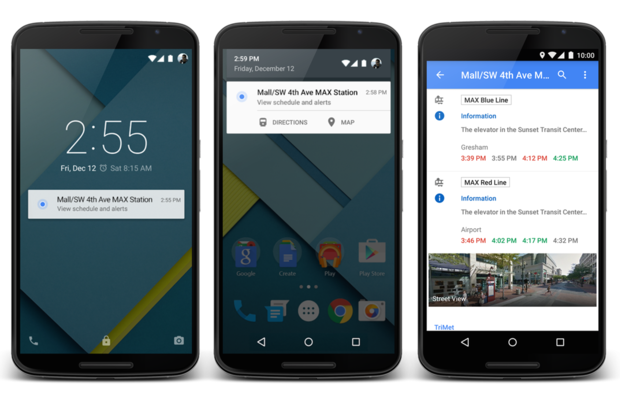 2:55
Fri, Dec 12 Sat 8:15 AM
Mall/SW 4th Ave MAX Station 2:55 PM
View schedule and alerts
2:59 PM
Friday, December 12
Mall/SW 4th Ave MAX Station 2:58 PM
View schedule and alerts
DIRECTIONS MAP
Google Create Play Play Store
10:00
Mall/SW 4th Ave M...
MAX Blue Line
Information
The elevator in the Sunset Transit Center...
Gresham
3:39 PM 3:55 PM 4:12 PM 4:25 PM
MAX Red Line
Information
The elevator in the Sunset Transit Center...
Airport
3:46 PM 4:02 PM 4:17 PM 4:32 PM
Street View
TriMet